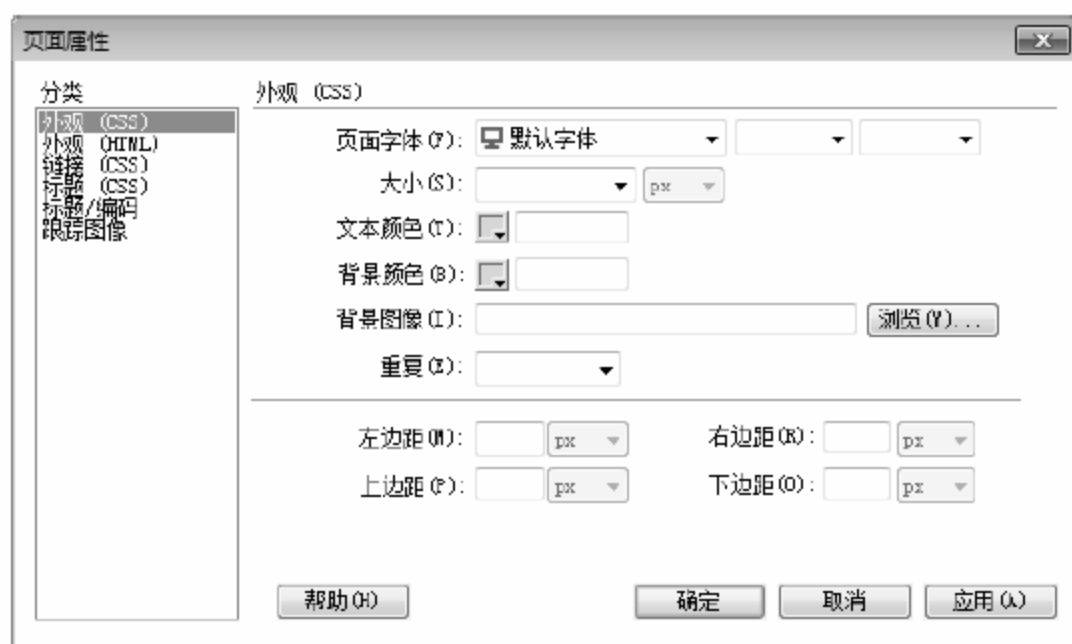 页面属性
分类
外观 (CSS)
外观 (CSS)
外观 (HTML)
链接 (CSS)
标题 (CSS)
标题/编码
跟踪图像
页面字体(F): 默认字体
大小(S): px
文本颜色(T):
背景颜色(B):
背景图像(I): 浏览(W)...
重复(E):
左边距(M): px 右边距(R): px
上边距(P): px 下边距(O): px
帮助(H) 确定 取消 应用(A)